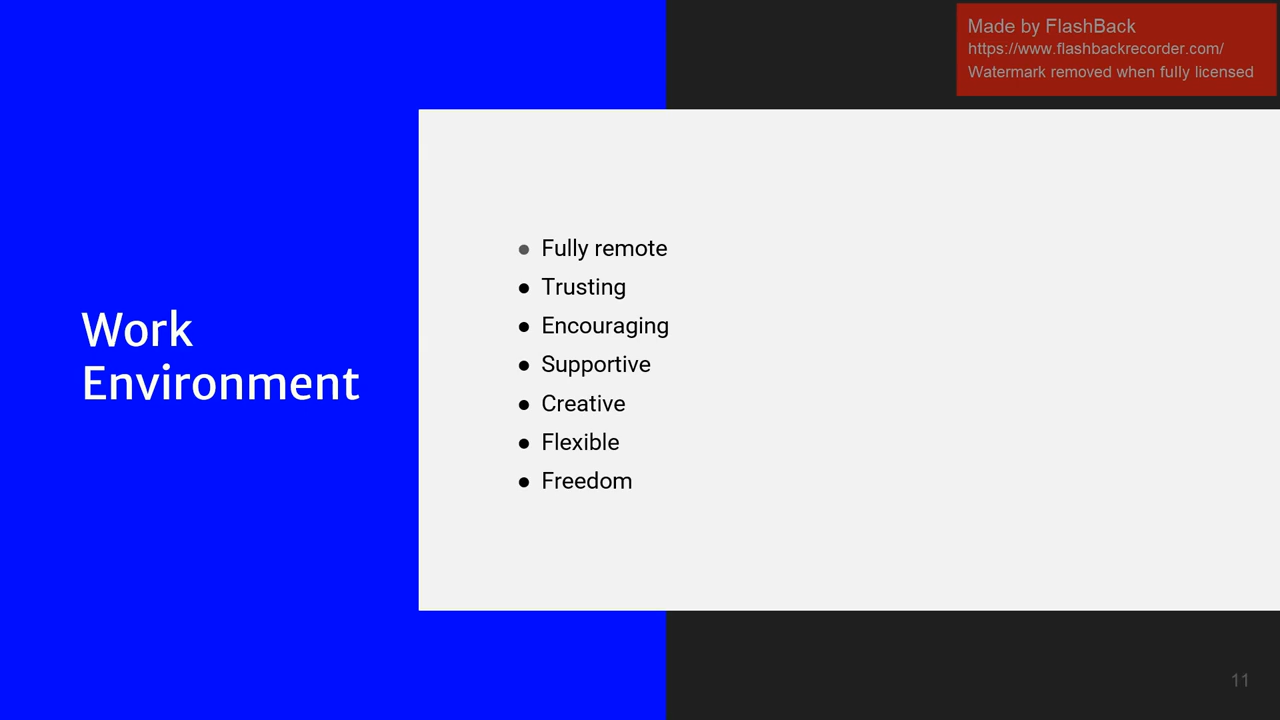 Made by FlashBack
https://www.flashbackrecorder.com/
Watermark removed when fully licensed
Work
Environment
● Fully remote
● Trusting
● Encouraging
● Supportive
● Creative
● Flexible
● Freedom
11